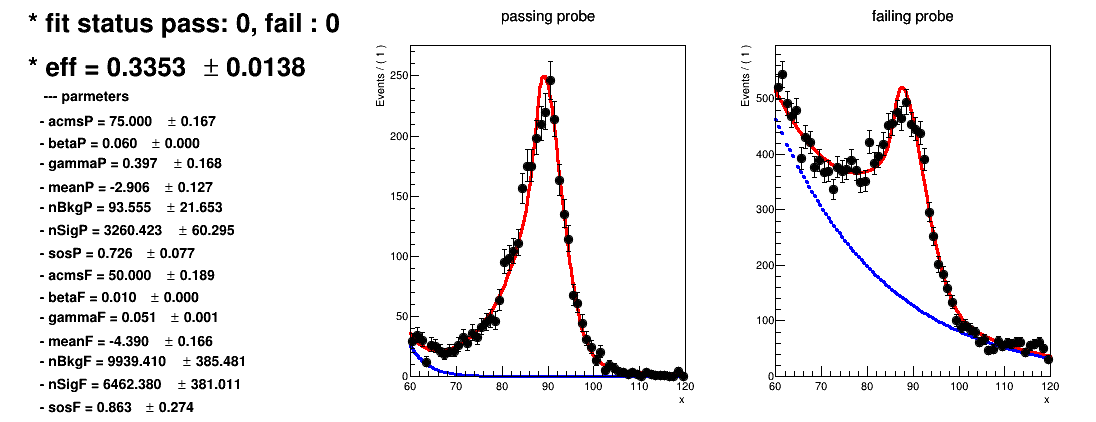 * fit status pass: 0, fail : 0
* eff = 0.3353 ± 0.0138
--- parmeters
- acmsP = 75.000 ± 0.167
- betaP = 0.060 ± 0.000
- gammaP = 0.397 ± 0.168
- meanP = -2.906 ± 0.127
- nBkgP = 93.555 ± 21.653
- nSigP = 3260.423 ± 60.295
- sosP = 0.726 ± 0.077
- acmsF = 50.000 ± 0.189
- betaF = 0.010 ± 0.000
- gammaF = 0.051 ± 0.001
- meanF = -4.390 ± 0.166
- nBkgF = 9939.410 ± 385.481
- nSigF = 6462.380 ± 381.011
- sosF = 0.863 ± 0.274
passing probe
Events / ( 1 )
250
200
150
100
50
0
60 70 80 90 100 110 120
x
failing probe
Events / ( 1 )
500
400
300
200
100
0
60 70 80 90 100 110 120
x